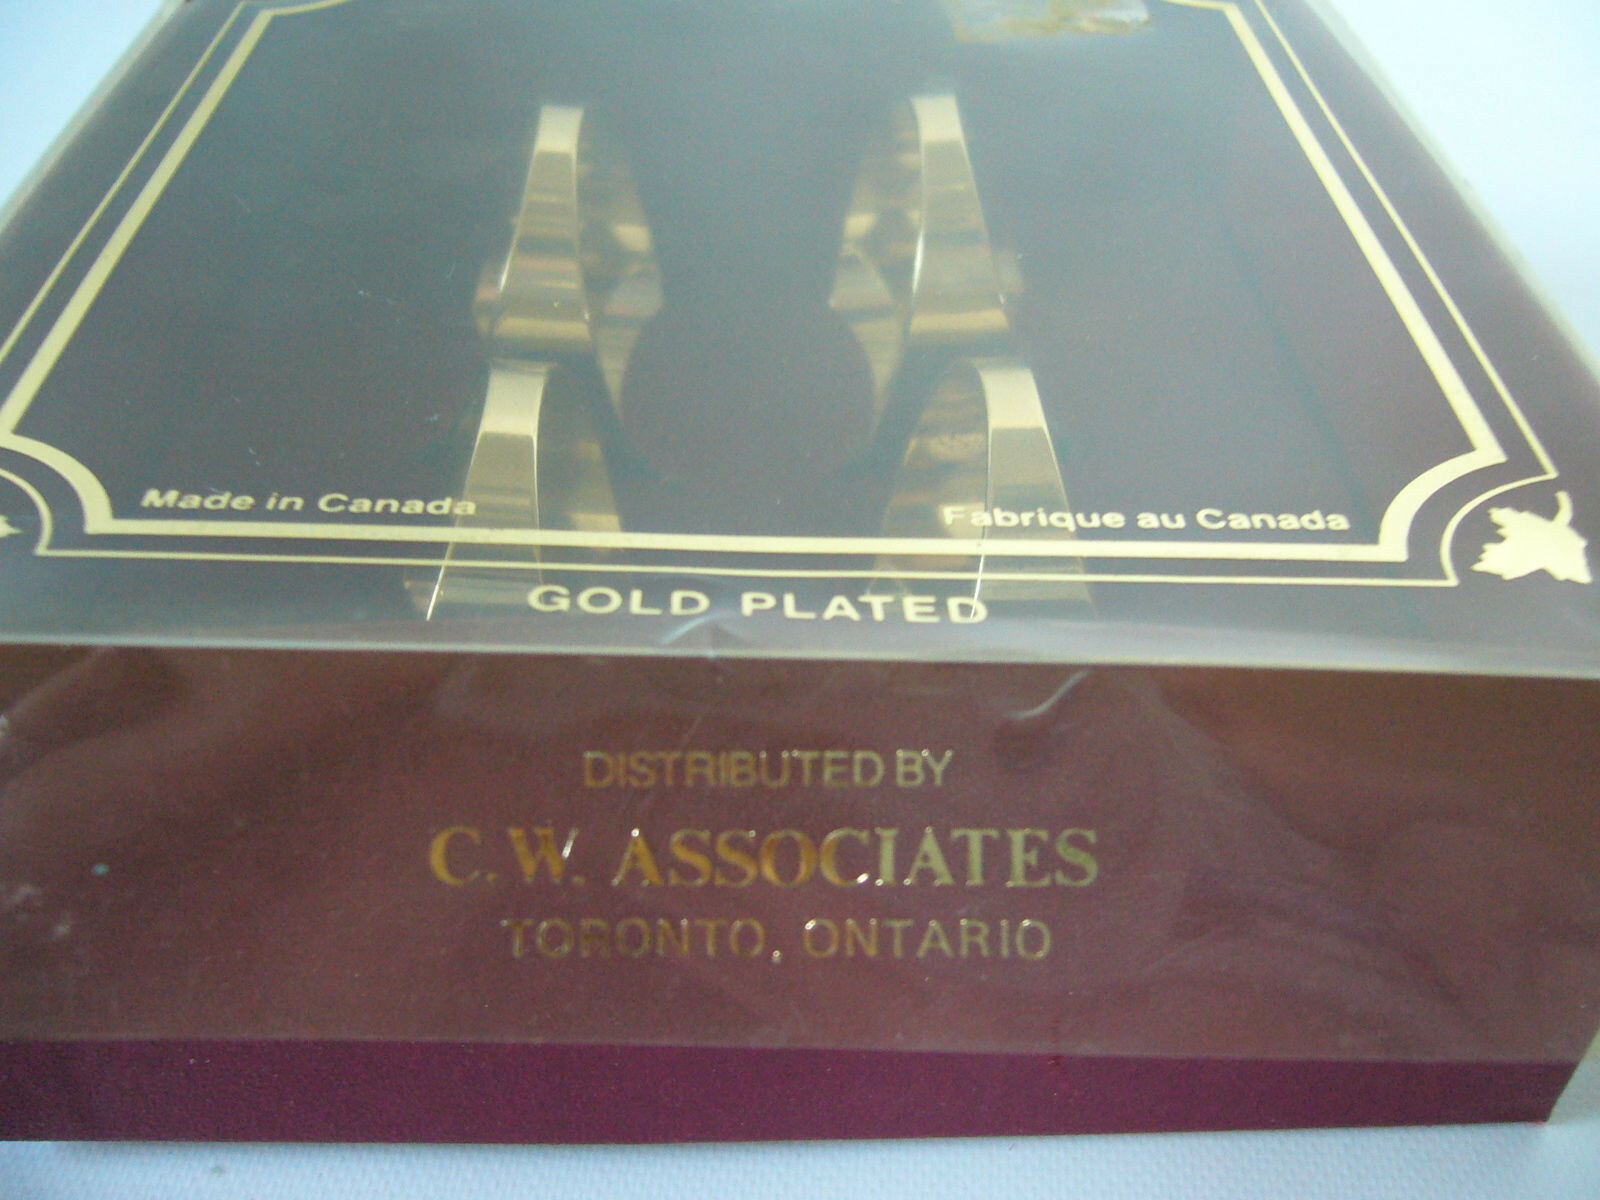 Made in Canada
Fabrique au Canada
GOLD PLATED
DISTRIBUTED BY
C.W. ASSOCIATES
TORONTO, ONTARIO